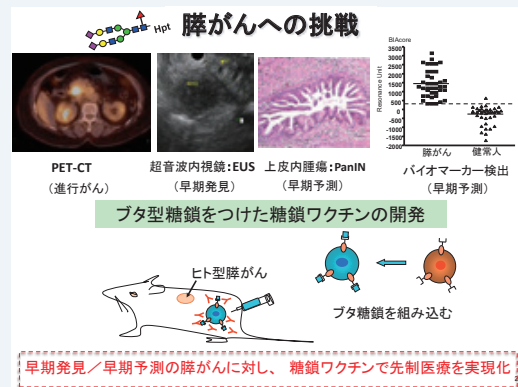 Hpt
膵がんへの挑戦
BIAcore
Resonance Unit
3500
3000
2500
2000
1500
1000
500
0
-500
-1000
-1500
-2000
膵がん
健常人
PET-CT
(進行がん)
超音波内視鏡:EUS
(早期発見)
上皮内腫瘍:PanIN
(早期予測)
バイオマーカー検出
(早期予測)
ブタ型糖鎖をつけた糖鎖ワクチンの開発
ヒト型膵がん
ブタ糖鎖を組み込む
早期発見/早期予測の膵がんに対し、 糖鎖ワクチンで先制医療を実現化
2